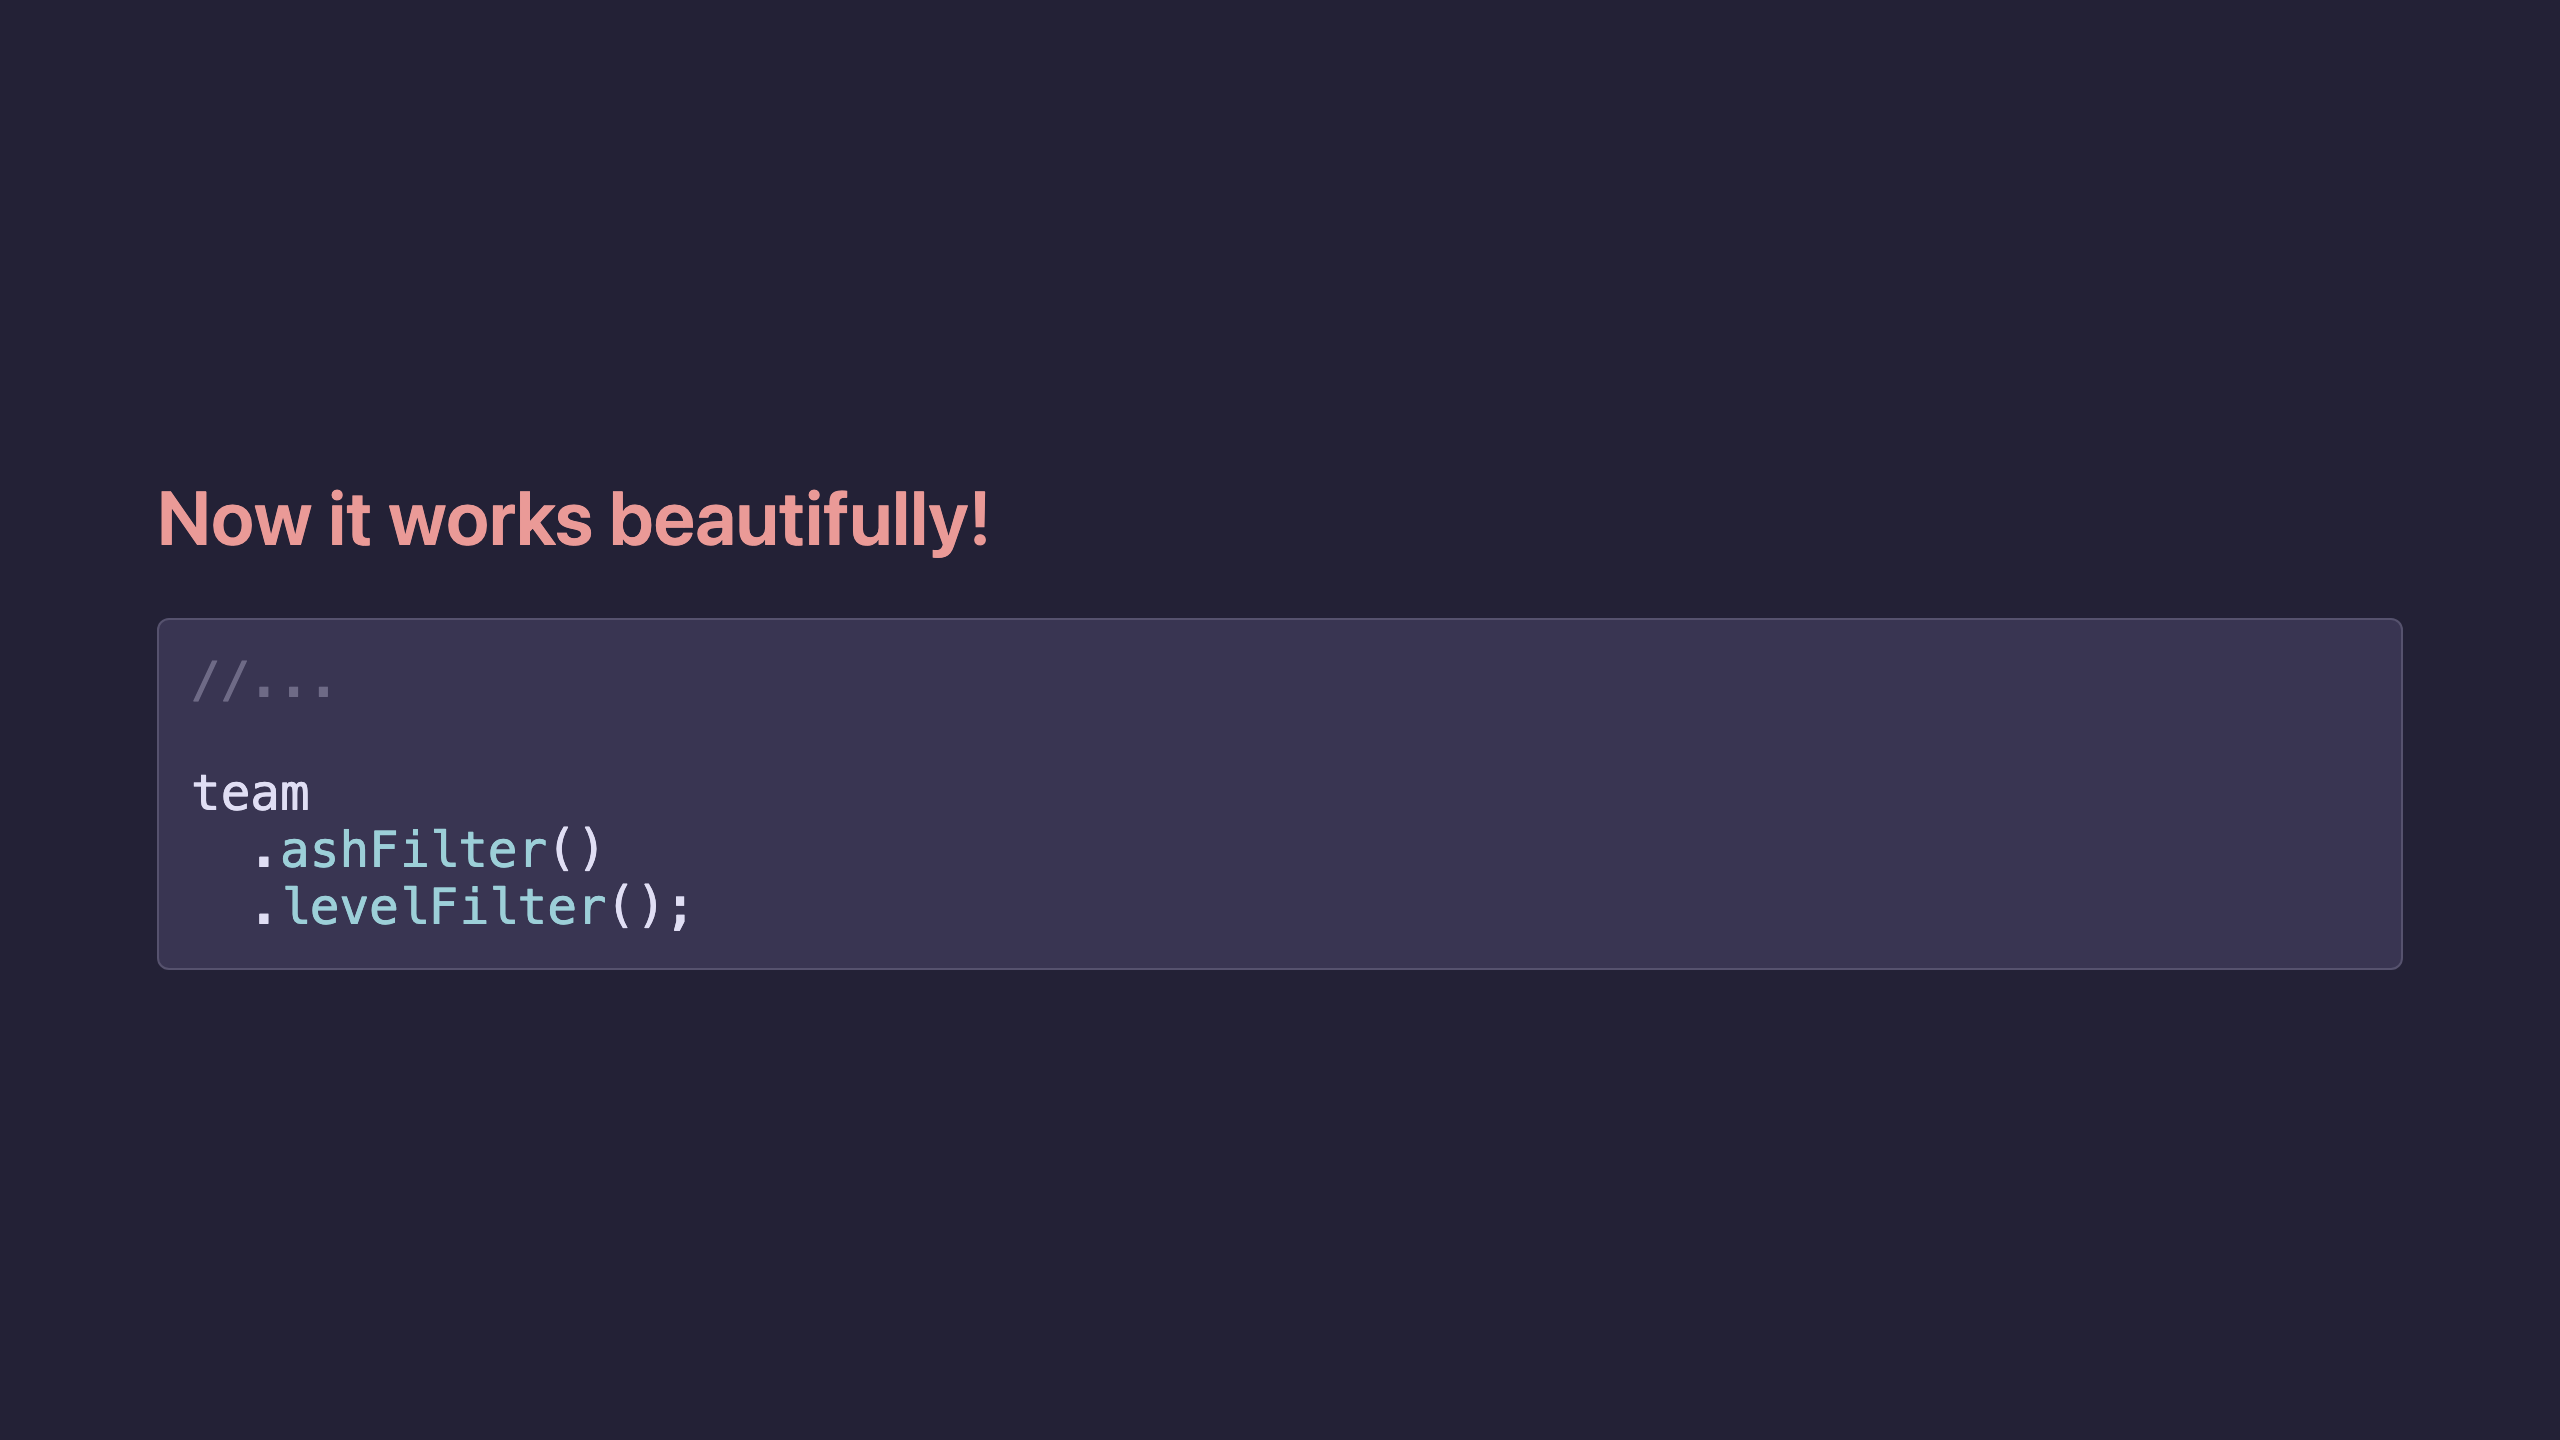 Now it works beautifully!
//...
team
  .ashFilter()
  .levelFilter();